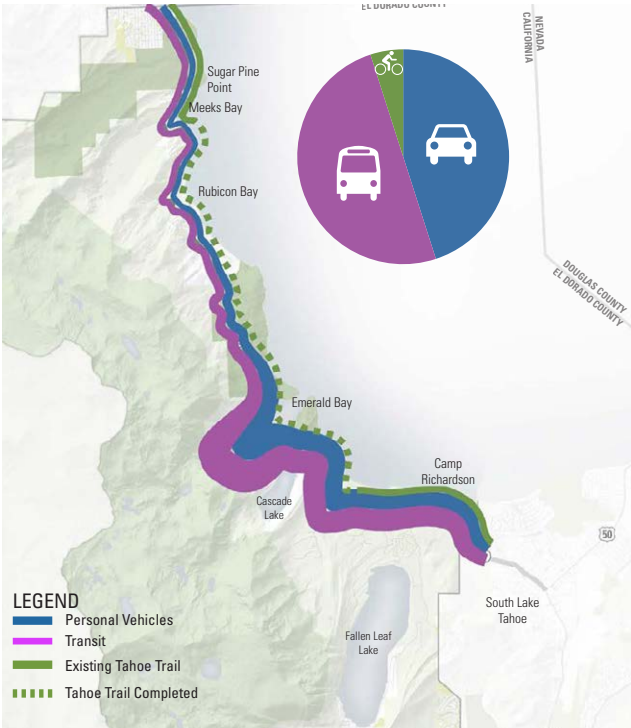 EL DORADO COUNTY
NEVADA
CALIFORNIA
Sugar Pine
Point
Meeks Bay
Rubicon Bay
DOUGLAS COUNTY
EL DORADO COUNTY
Emerald Bay
Camp
Richardson
Cascade
Lake
50
South Lake
Tahoe
Fallen Leaf
Lake
LEGEND
Personal Vehicles
Transit
Existing Tahoe Trail
Tahoe Trail Completed